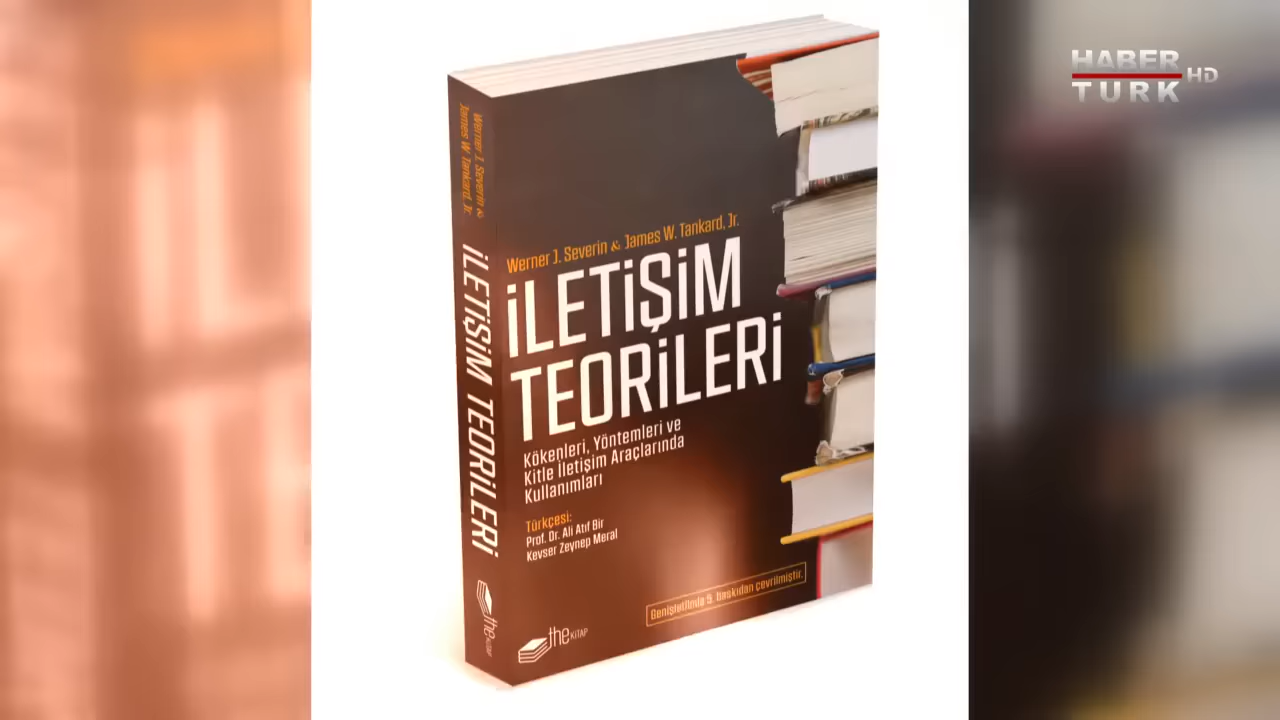 HABER
TURK HD
Werner J. Severin &
James W. Tankard, Jr.
İLETİŞİM TEORİLERİ
the
KİTAP
Werner J. Severin & James W. Tankard, Jr.
İLETİŞİM
TEORİLERİ
Kökenleri, Yöntemleri ve
Kitle İletişim Araçlarında
Kullanımları
Türkçesi:
Prof. Dr. Ali Atıf Bir
Kevser Zeynep Meral
Genişletilmiş 5. baskıdan çevrilmiştir.
the KİTAP